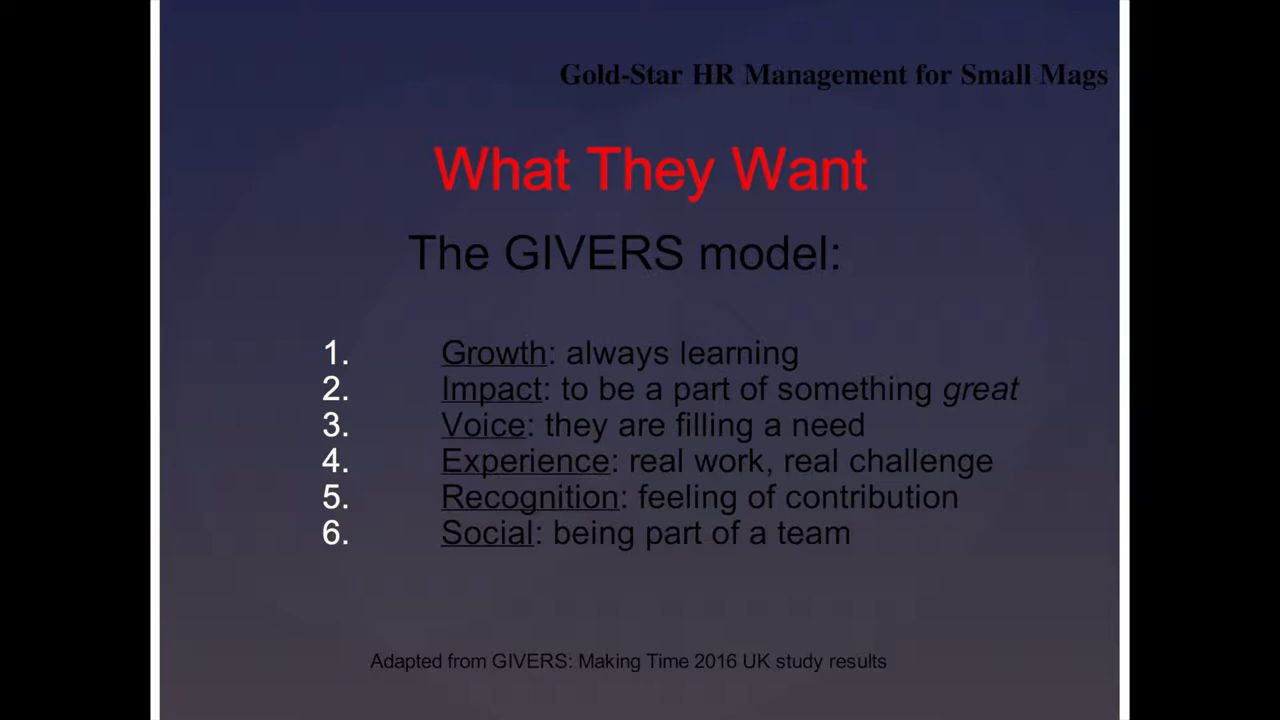 Gold-Star HR Management for Small Mags
What They Want
The GIVERS model:
1. Growth: always learning
2. Impact: to be a part of something great
3. Voice: they are filling a need
4. Experience: real work, real challenge
5. Recognition: feeling of contribution
6. Social: being part of a team
Adapted from GIVERS: Making Time 2016 UK study results